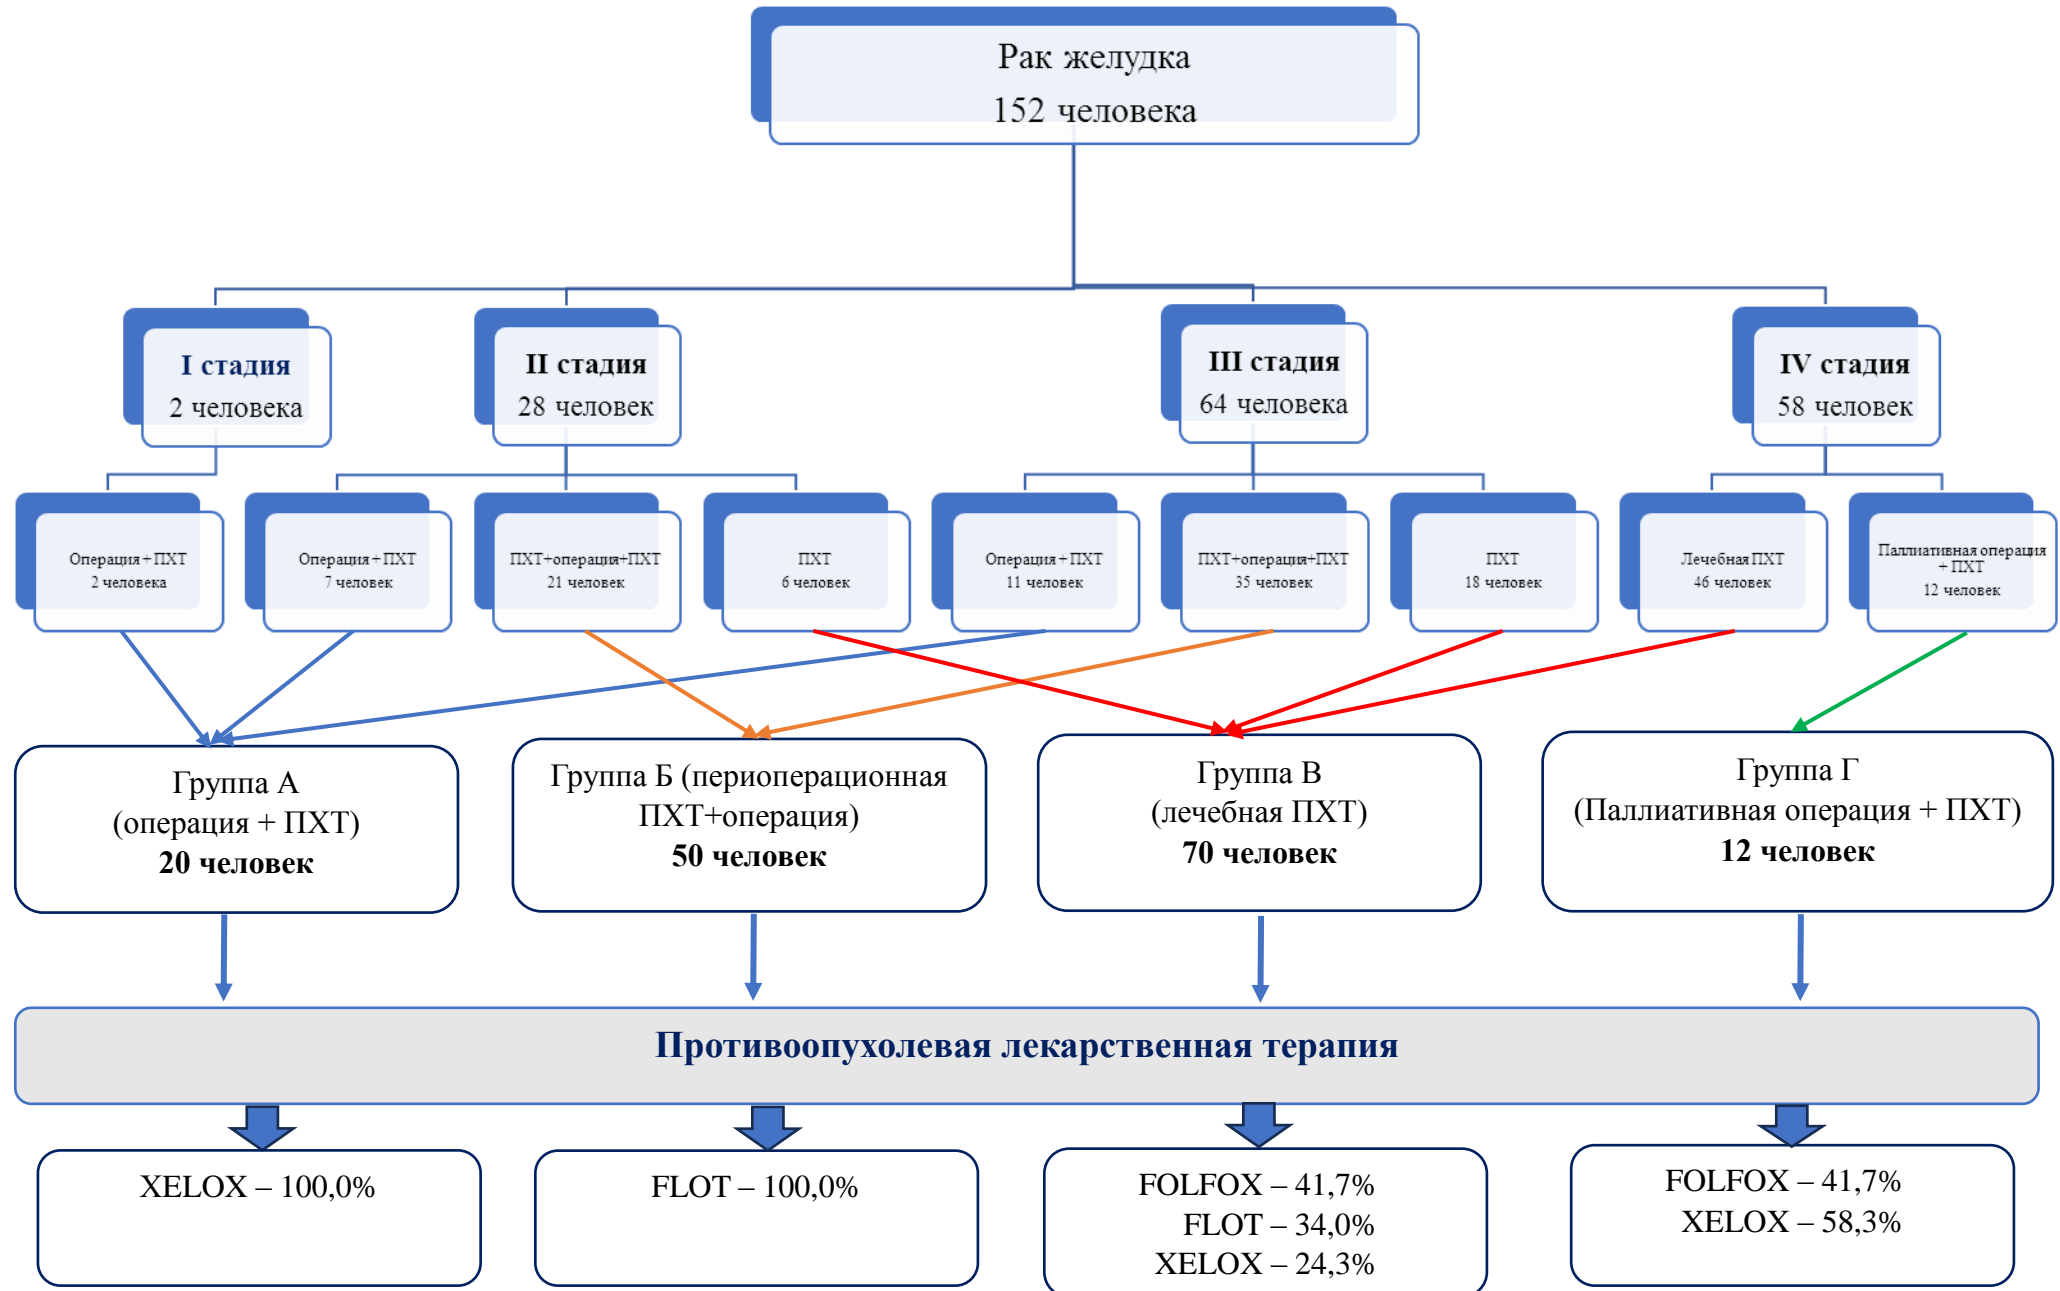 Рак желудка
152 человека
I стадия
2 человека
II стадия
28 человек
III стадия
64 человека
IV стадия
58 человек
Операция + ПХТ
2 человека
Операция + ПХТ
7 человек
ПХТ+операция+ПХТ
21 человек
ПХТ
6 человек
Операция + ПХТ
11 человек
ПХТ+операция+ПХТ
35 человек
ПХТ
18 человек
Лечебная ПХТ
46 человек
Паллиативная операция
+ ПХТ
12 человек
Группа А
(операция + ПХТ)
20 человек
Группа Б (периоперационная
ПХТ+операция)
50 человек
Группа В
(лечебная ПХТ)
70 человек
Группа Г
(Паллиативная операция + ПХТ)
12 человек
Противоопухолевая лекарственная терапия
XELOX – 100,0%
FLOT – 100,0%
FOLFOX – 41,7%
FLOT – 34,0%
XELOX – 24,3%
FOLFOX – 41,7%
XELOX – 58,3%